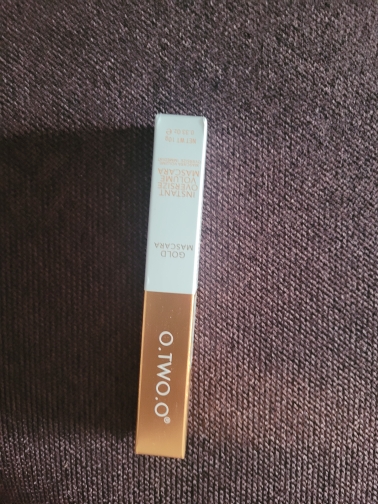 O.TWO.O®
GOLD
MASCARA
INSTANT
OVERSIZE
VOLUME
MASCARA